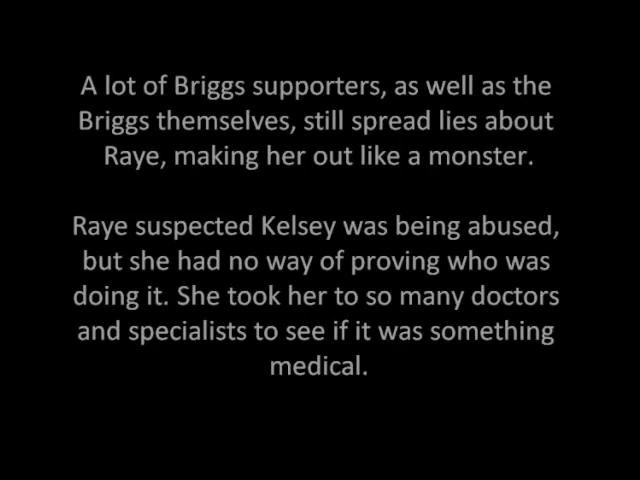 A lot of Briggs supporters, as well as the
Briggs themselves, still spread lies about
Raye, making her out like a monster.
Raye suspected Kelsey was being abused,
but she had no way of proving who was
doing it. She took her to so many doctors
and specialists to see if it was something
medical.